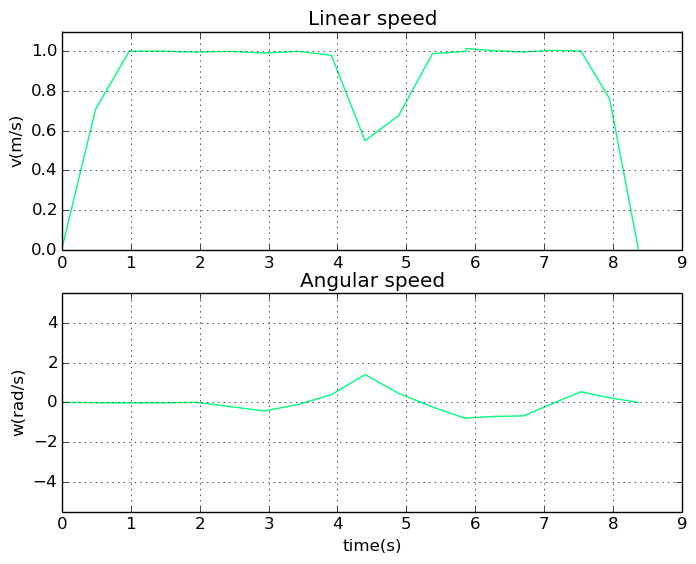 Linear speed
v(m/s)
1.0
0.8
0.6
0.4
0.2
0.0
0 1 2 3 4 5 6 7 8 9
Angular speed
w(rad/s)
4
2
0
−2
−4
0 1 2 3 4 5 6 7 8 9
time(s)